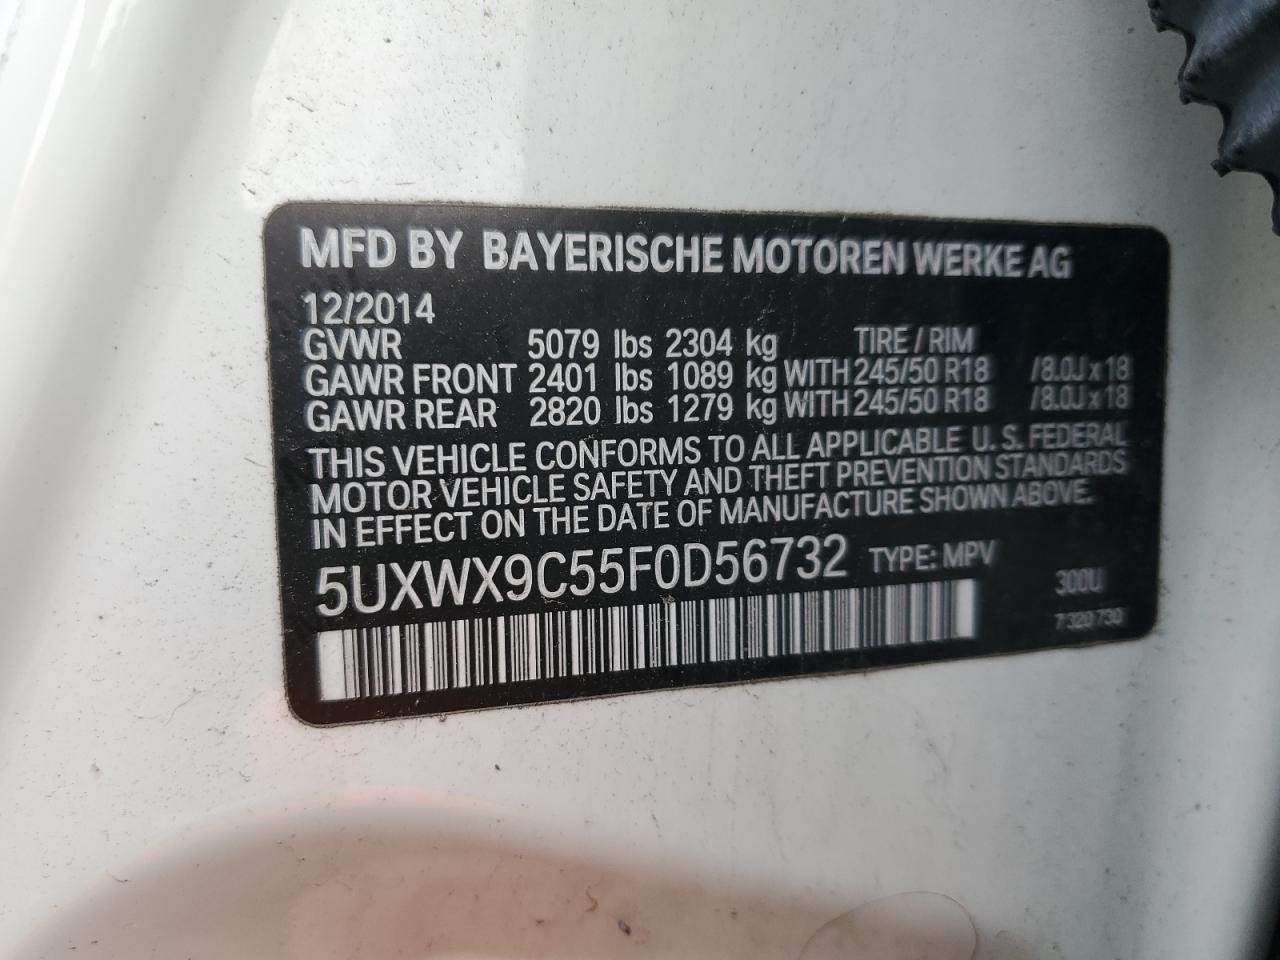 MFD BY BAYERISCHE MOTOREN WERKE AG
12/2014
GVWR 5079 lbs 2304 kg TIRE / RIM
GAWR FRONT 2401 lbs 1089 kg WITH 245/50 R18 /8.0J x 18
GAWR REAR 2820 lbs 1279 kg WITH 245/50 R18 /8.0J x 18
THIS VEHICLE CONFORMS TO ALL APPLICABLE U.S. FEDERAL
MOTOR VEHICLE SAFETY AND THEFT PREVENTION STANDARDS
IN EFFECT ON THE DATE OF MANUFACTURE SHOWN ABOVE.
5UXWX9C55F0D56732 TYPE: MPV
300U
7 320 730